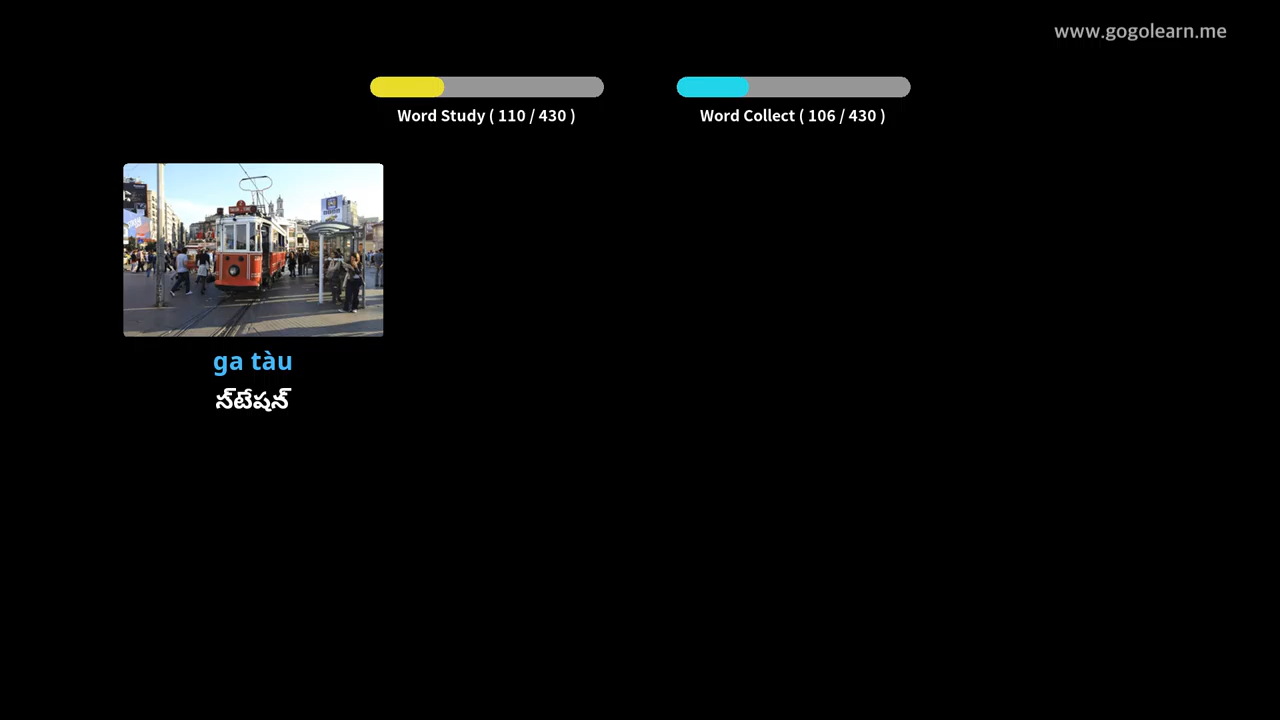 www.gogolearn.me
Word Study ( 110 / 430 )
Word Collect ( 106 / 430 )
ga tàu
స్‌టేషన్